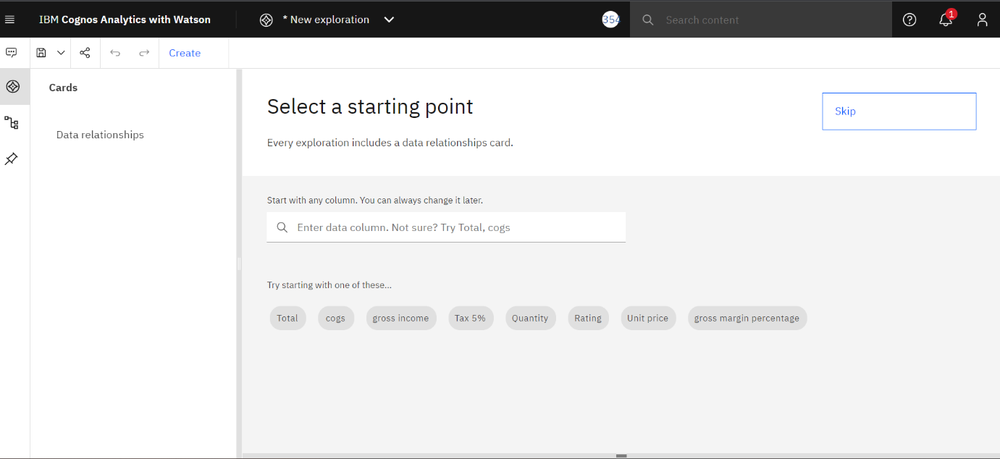 IBM Cognos Analytics with Watson
* New exploration
354
Search content
1
Create
Cards
Data relationships
Select a starting point
Skip
Every exploration includes a data relationships card.
Start with any column. You can always change it later.
Enter data column. Not sure? Try Total, cogs
Try starting with one of these...
Total cogs gross income Tax 5% Quantity Rating Unit price gross margin percentage